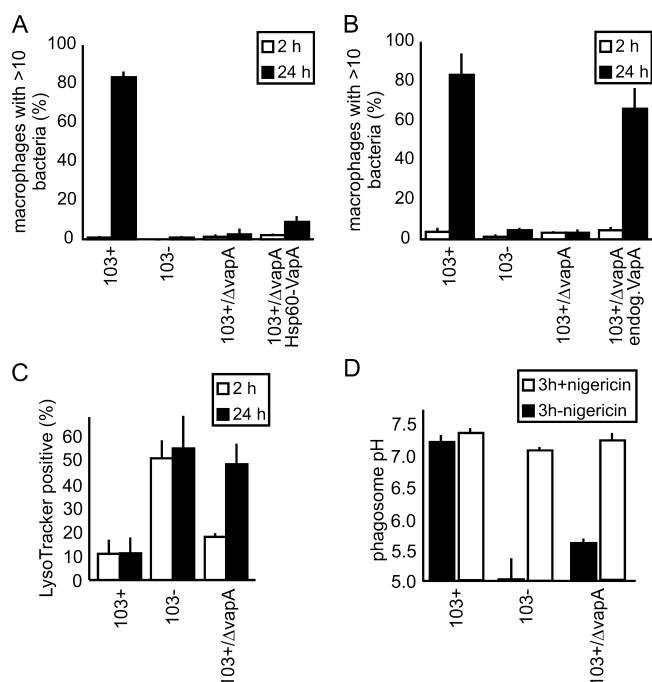 A
macrophages with >10
bacteria (%)
100
80
60
40
20
0
2 h
24 h
103+
103-
103+/ΔvapA
103+/ΔvapA
Hsp60-VapA
B
macrophages with >10
bacteria (%)
100
80
60
40
20
0
2 h
24 h
103+
103-
103+/ΔvapA
103+/ΔvapA
endog.VapA
C
LysoTracker positive (%)
60
50
40
30
20
10
0
2 h
24 h
103+
103-
103+/ΔvapA
D
phagosome pH
7.5
7.0
6.5
6.0
5.5
5.0
3h+nigericin
3h-nigericin
103+
103-
103+/ΔvapA